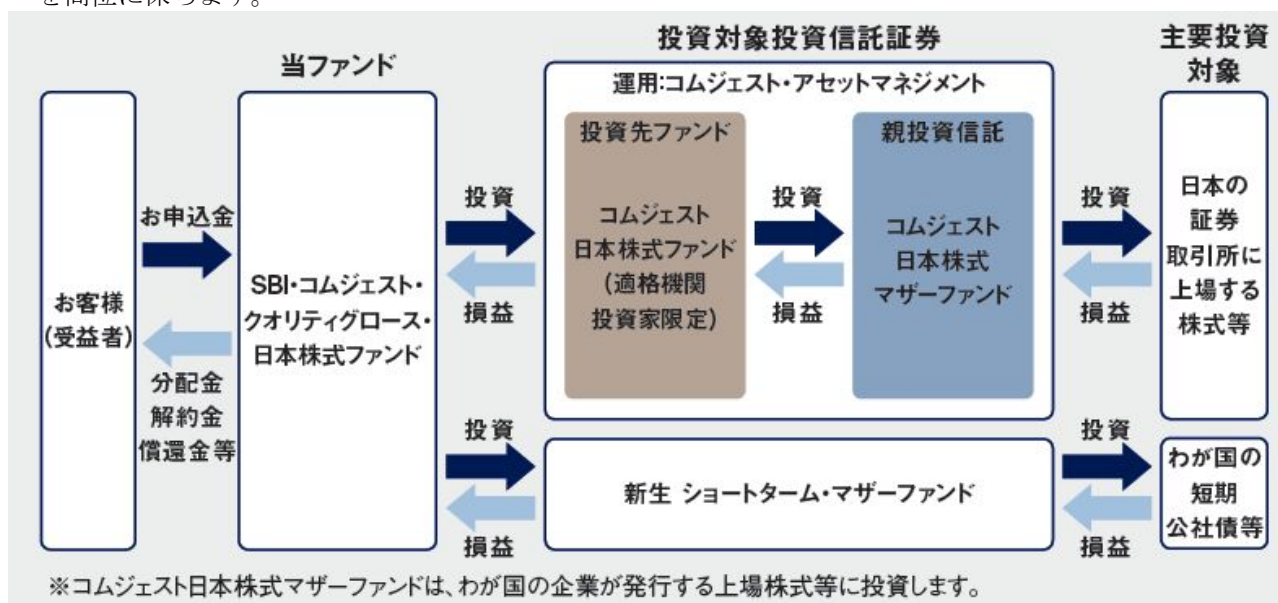 を高位に保ちます。
投資対象投資信託証券
主要投資
対象
当ファンド
運用:コムジェスト・アセットマネジメント
投資先ファンド
親投資信託
お申込金
投資
投資
投資
日本の
証券
取引所に
上場する
株式等
コムジェスト
日本株式ファンド
(適格機関
投資家限定)
コムジェスト
日本株式
マザーファンド
お客様
(受益者)
SBI・コムジェスト・
クオリティグロース・
日本株式ファンド
損益
損益
損益
分配金
解約金
償還金等
投資
投資
新生 ショートターム・マザーファンド
わが国の
短期
公社債等
損益
損益
※コムジェスト日本株式マザーファンドは、わが国の企業が発行する上場株式等に投資します。